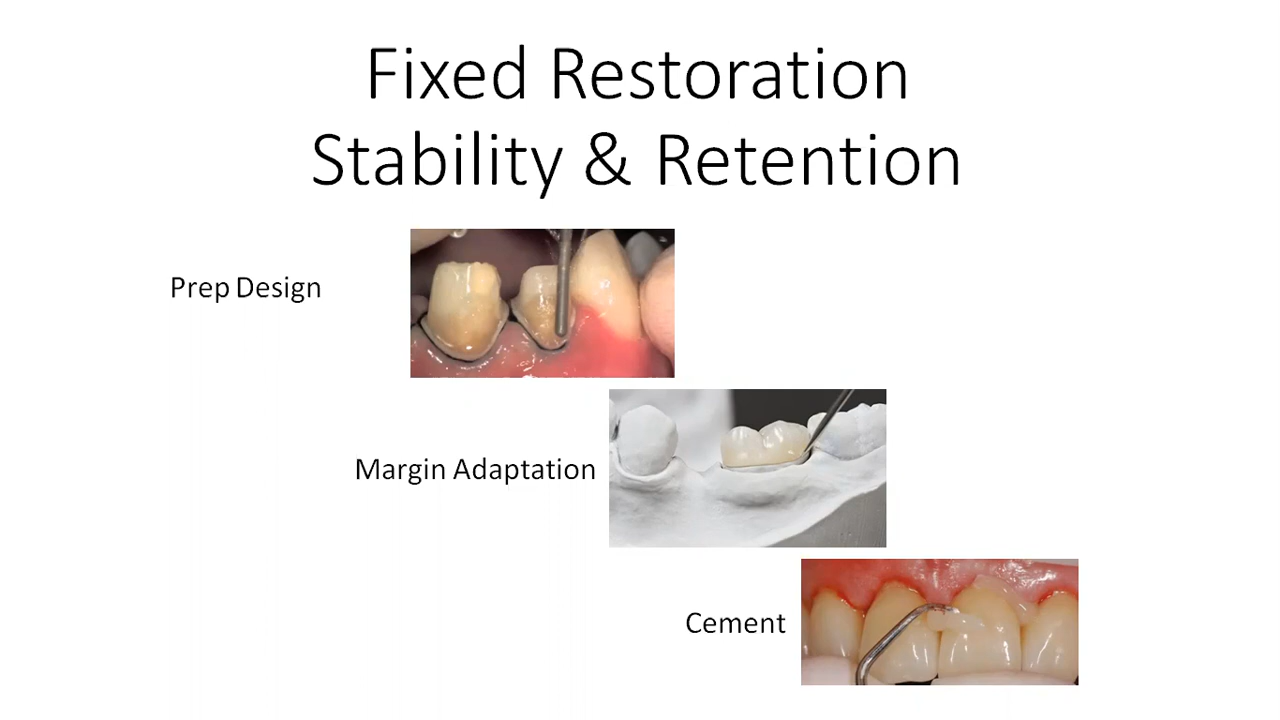 Fixed Restoration
Stability & Retention
Prep Design
Margin Adaptation
Cement